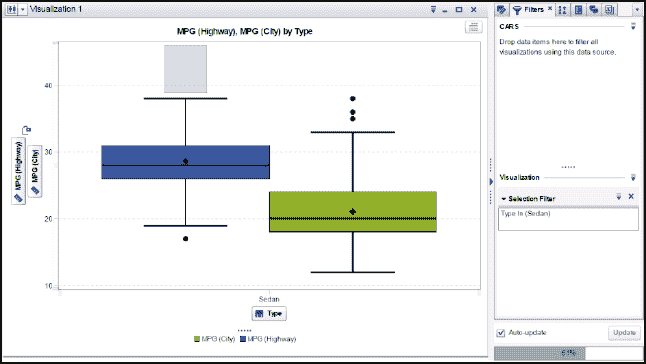 Visualization 1
MPG (Highway), MPG (City) by Type
40
30
20
10
MPG (Highway)
MPG (City)
Sedan
Type
MPG (City) MPG (Highway)
Filters
CARS
Drop data items here to filter all
visualizations using this data source.
Visualization
Selection Filter
Type In (Sedan)
Auto-update
Update